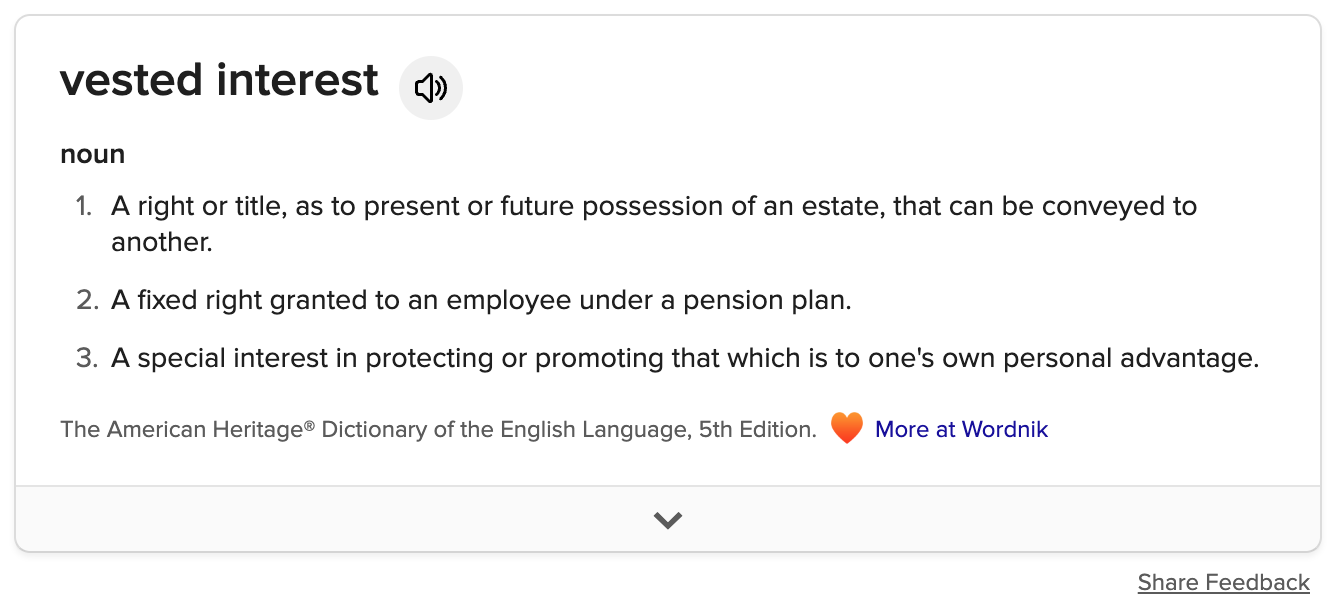 vested interest
noun
1. A right or title, as to present or future possession of an estate, that can be conveyed to
another.
2. A fixed right granted to an employee under a pension plan.
3. A special interest in protecting or promoting that which is to one's own personal advantage.
The American Heritage® Dictionary of the English Language, 5th Edition. More at Wordnik
Share Feedback